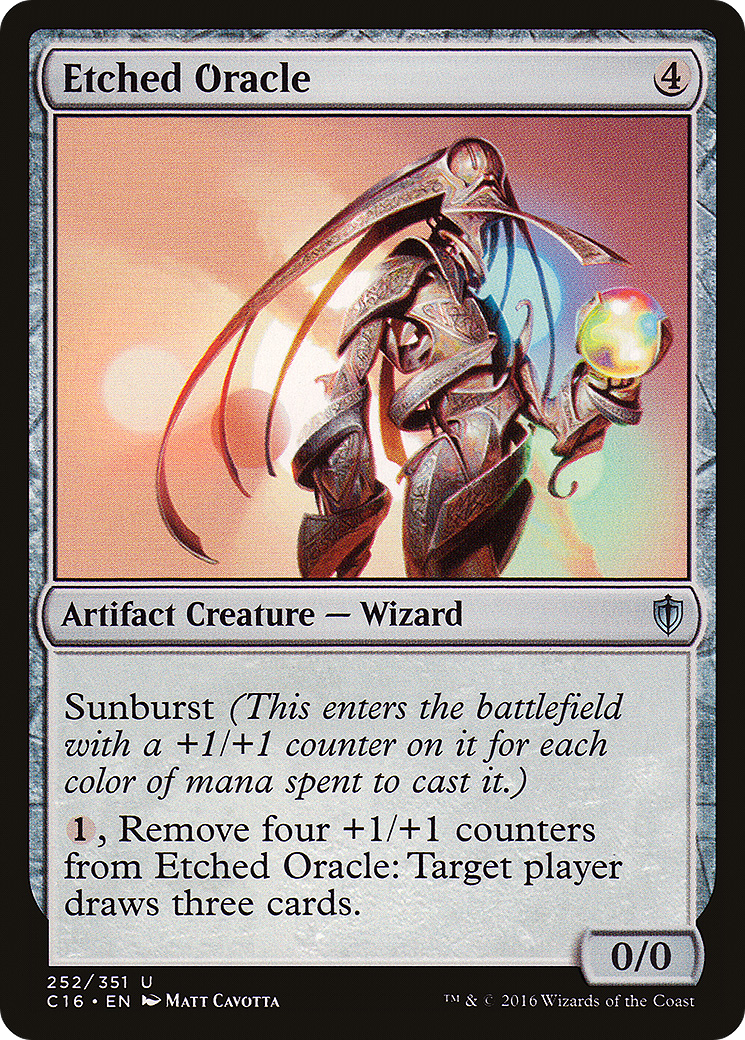 Etched Oracle 4
Artifact Creature — Wizard
Sunburst (This enters the battlefield
with a +1/+1 counter on it for each
color of mana spent to cast it.)
1, Remove four +1/+1 counters
from Etched Oracle: Target player
draws three cards.
0/0
252/351 U
C16 • EN Matt Cavotta
™ & © 2016 Wizards of the Coast